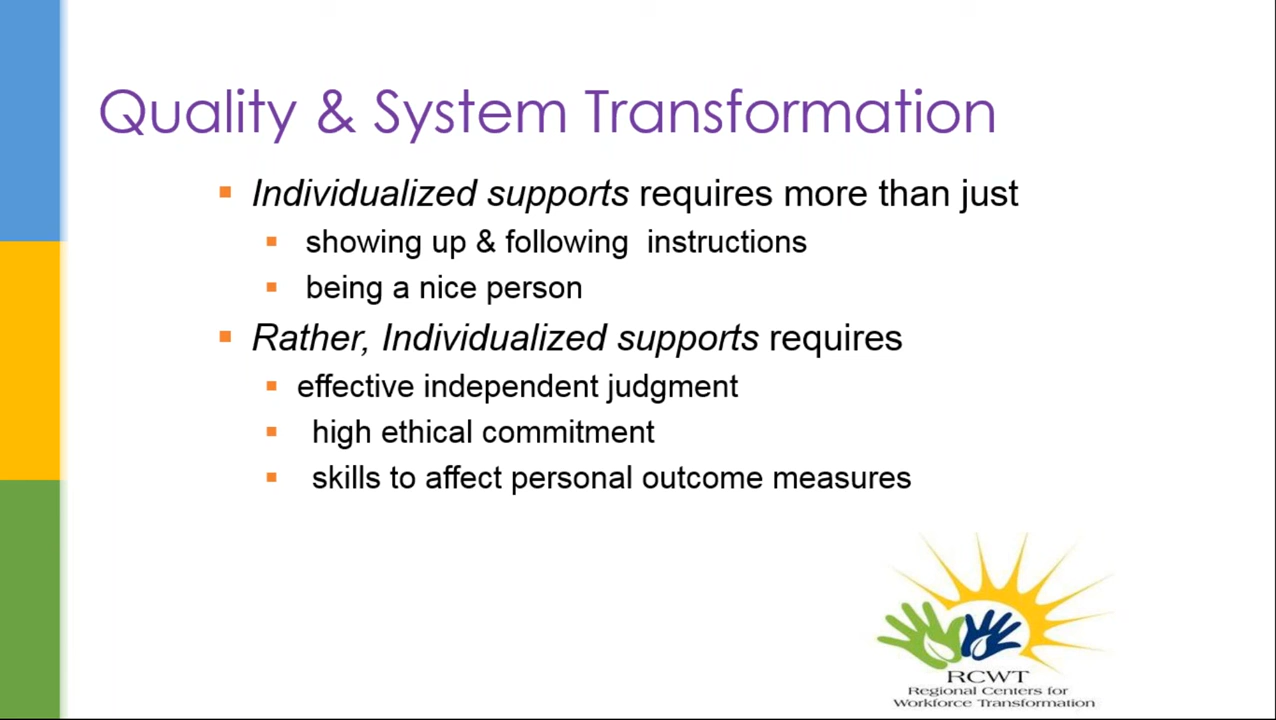 Quality & System Transformation
Individualized supports requires more than just
showing up & following instructions
being a nice person
Rather, Individualized supports requires
effective independent judgment
high ethical commitment
skills to affect personal outcome measures
RCWT
Regional Centers for
Workforce Transformation